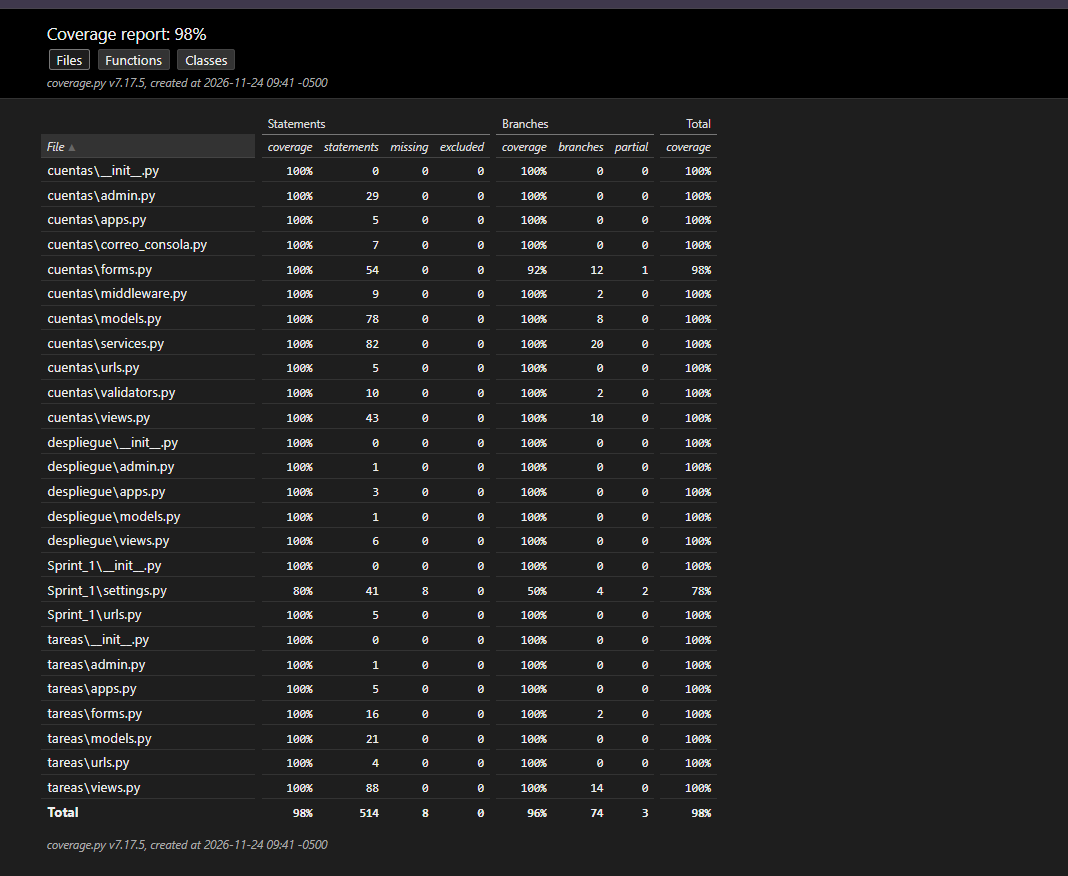 Coverage report: 98%
Files Functions Classes
coverage.py v7.17.5, created at 2026-11-24 09:41 -0500
Statements Branches Total
File ▲ coverage statements missing excluded coverage branches partial coverage
cuentas\__init__.py 100% 0 0 0 100% 0 0 100%
cuentas\admin.py 100% 29 0 0 100% 0 0 100%
cuentas\apps.py 100% 5 0 0 100% 0 0 100%
cuentas\correo_consola.py 100% 7 0 0 100% 0 0 100%
cuentas\forms.py 100% 54 0 0 92% 12 1 98%
cuentas\middleware.py 100% 9 0 0 100% 2 0 100%
cuentas\models.py 100% 78 0 0 100% 8 0 100%
cuentas\services.py 100% 82 0 0 100% 20 0 100%
cuentas\urls.py 100% 5 0 0 100% 0 0 100%
cuentas\validators.py 100% 10 0 0 100% 2 0 100%
cuentas\views.py 100% 43 0 0 100% 10 0 100%
despliegue\__init__.py 100% 0 0 0 100% 0 0 100%
despliegue\admin.py 100% 1 0 0 100% 0 0 100%
despliegue\apps.py 100% 3 0 0 100% 0 0 100%
despliegue\models.py 100% 1 0 0 100% 0 0 100%
despliegue\views.py 100% 6 0 0 100% 0 0 100%
Sprint_1\__init__.py 100% 0 0 0 100% 0 0 100%
Sprint_1\settings.py 80% 41 8 0 50% 4 2 78%
Sprint_1\urls.py 100% 5 0 0 100% 0 0 100%
tareas\__init__.py 100% 0 0 0 100% 0 0 100%
tareas\admin.py 100% 1 0 0 100% 0 0 100%
tareas\apps.py 100% 5 0 0 100% 0 0 100%
tareas\forms.py 100% 16 0 0 100% 2 0 100%
tareas\models.py 100% 21 0 0 100% 0 0 100%
tareas\urls.py 100% 4 0 0 100% 0 0 100%
tareas\views.py 100% 88 0 0 100% 14 0 100%
Total 98% 514 8 0 96% 74 3 98%
coverage.py v7.17.5, created at 2026-11-24 09:41 -0500